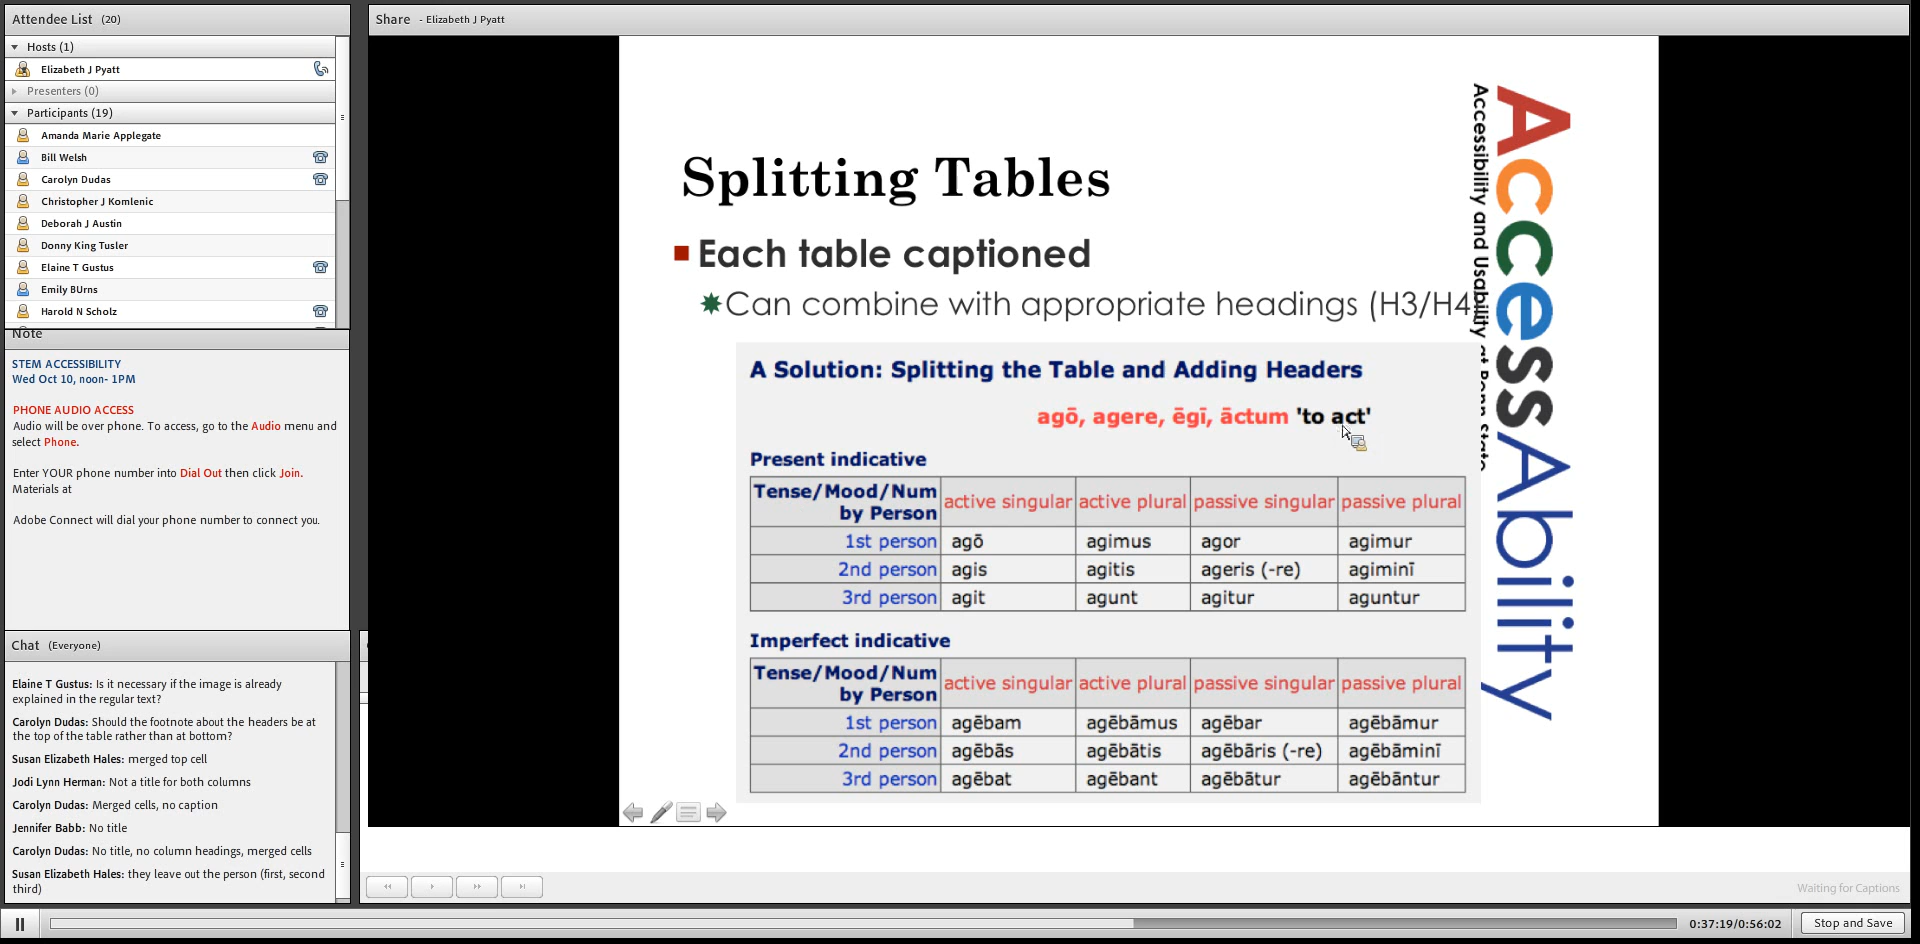 Attendee List (20)
Hosts (1)
Elizabeth J Pyatt
Presenters (0)
Participants (19)
Amanda Marie Applegate
Bill Welsh
Carolyn Dudas
Christopher J Komlenic
Deborah J Austin
Donny King Tusler
Elaine T Gustus
Emily BUrns
Harold N Scholz
Note
STEM ACCESSIBILITY
Wed Oct 10, noon- 1PM
PHONE AUDIO ACCESS
Audio will be over phone. To access, go to the Audio menu and
select Phone.
Enter YOUR phone number into Dial Out then click Join.
Materials at
Adobe Connect will dial your phone number to connect you.
Chat (Everyone)
Elaine T Gustus: Is it necessary if the image is already
explained in the regular text?
Carolyn Dudas: Should the footnote about the headers be at
the top of the table rather than at bottom?
Susan Elizabeth Hales: merged top cell
Jodi Lynn Herman: Not a title for both columns
Carolyn Dudas: Merged cells, no caption
Jennifer Babb: No title
Carolyn Dudas: No title, no column headings, merged cells
Susan Elizabeth Hales: they leave out the person (first, second
third)
Share - Elizabeth J Pyatt
Splitting Tables
Each table captioned
Can combine with appropriate headings (H3/H4)
A Solution: Splitting the Table and Adding Headers
agō, agere, ēgī, āctum 'to act'
Present indicative
Tense/Mood/Num by Person active singular active plural passive singular passive plural
1st person agō agimus agor agimur
2nd person agis agitis ageris (-re) agiminī
3rd person agit agunt agitur aguntur
Imperfect indicative
Tense/Mood/Num by Person active singular active plural passive singular passive plural
1st person agēbam agēbāmus agēbar agēbāmur
2nd person agēbās agēbātis agēbāris (-re) agēbāminī
3rd person agēbat agēbant agēbātur agēbāntur
AccessAbility
Accessibility and Usability at Penn State
Waiting for Captions
0:37:19/0:56:02
Stop and Save